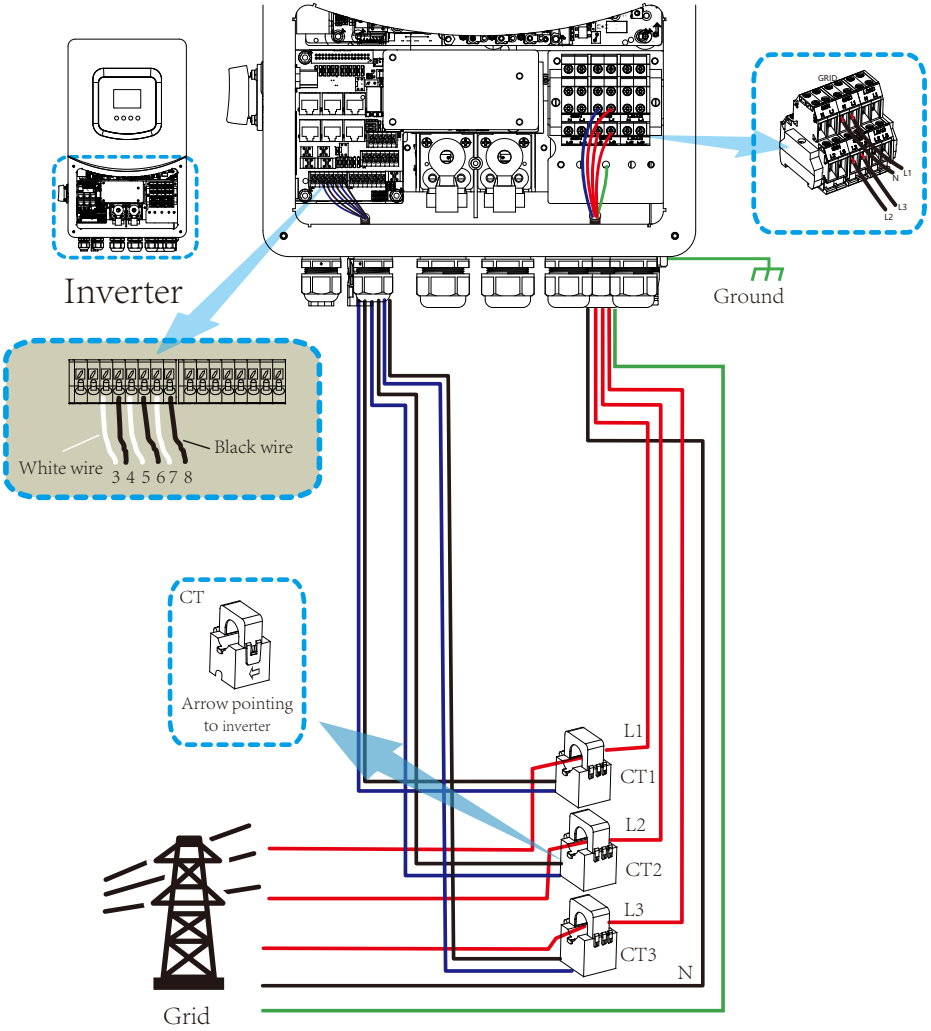 GRID
L1
N
L3
L2
Inverter
Ground
White wire
Black wire
3 4 5 6 7 8
CT
Arrow pointing
to inverter
L1
CT1
L2
CT2
L3
CT3
N
Grid